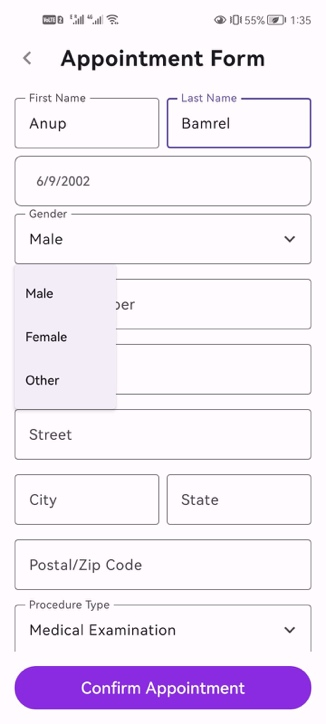 55% 1:35
Appointment Form
First Name Last Name
Anup Bamrel
6/9/2002
Gender
Male
Male
Female
Other
Street
City State
Postal/Zip Code
Procedure Type
Medical Examination
Confirm Appointment